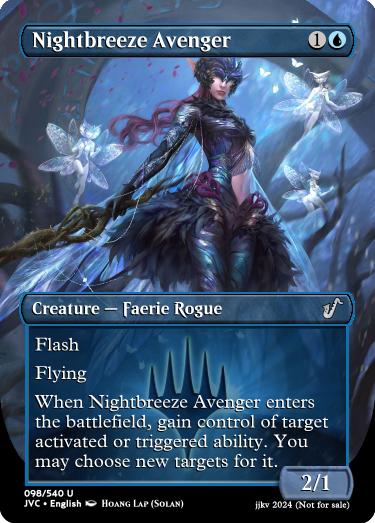 Nightbreeze Avenger 1
Creature — Faerie Rogue
Flash
Flying
When Nightbreeze Avenger enters
the battlefield, gain control of target
activated or triggered ability. You
may choose new targets for it.
2/1
098/540 U
JVC • English Hoang Lap (Solan)
jjkv 2024 (Not for sale)